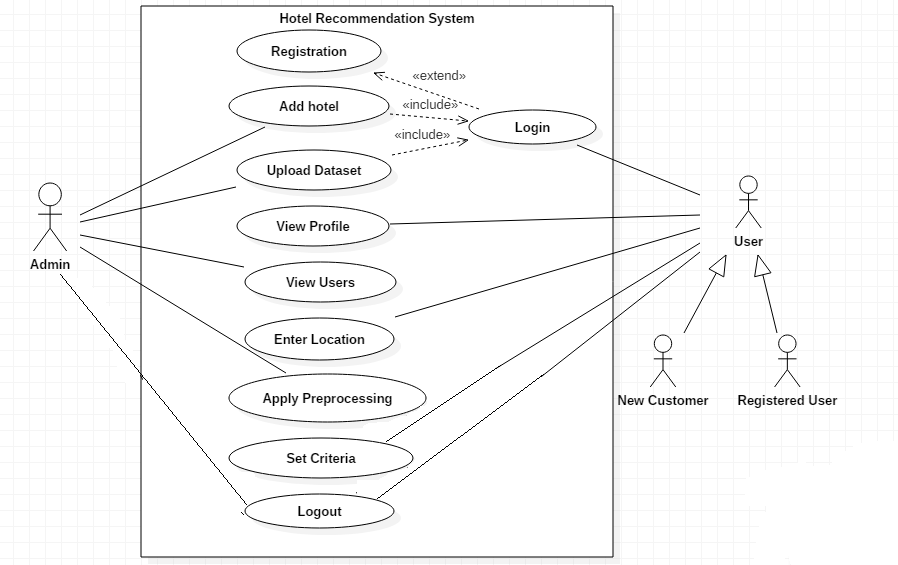 Hotel Recommendation System
Registration
«extend»
Add hotel
«include»
Login
«include»
Upload Dataset
View Profile
User
Admin
View Users
Enter Location
Apply Preprocessing
New Customer
Registered User
Set Criteria
Logout